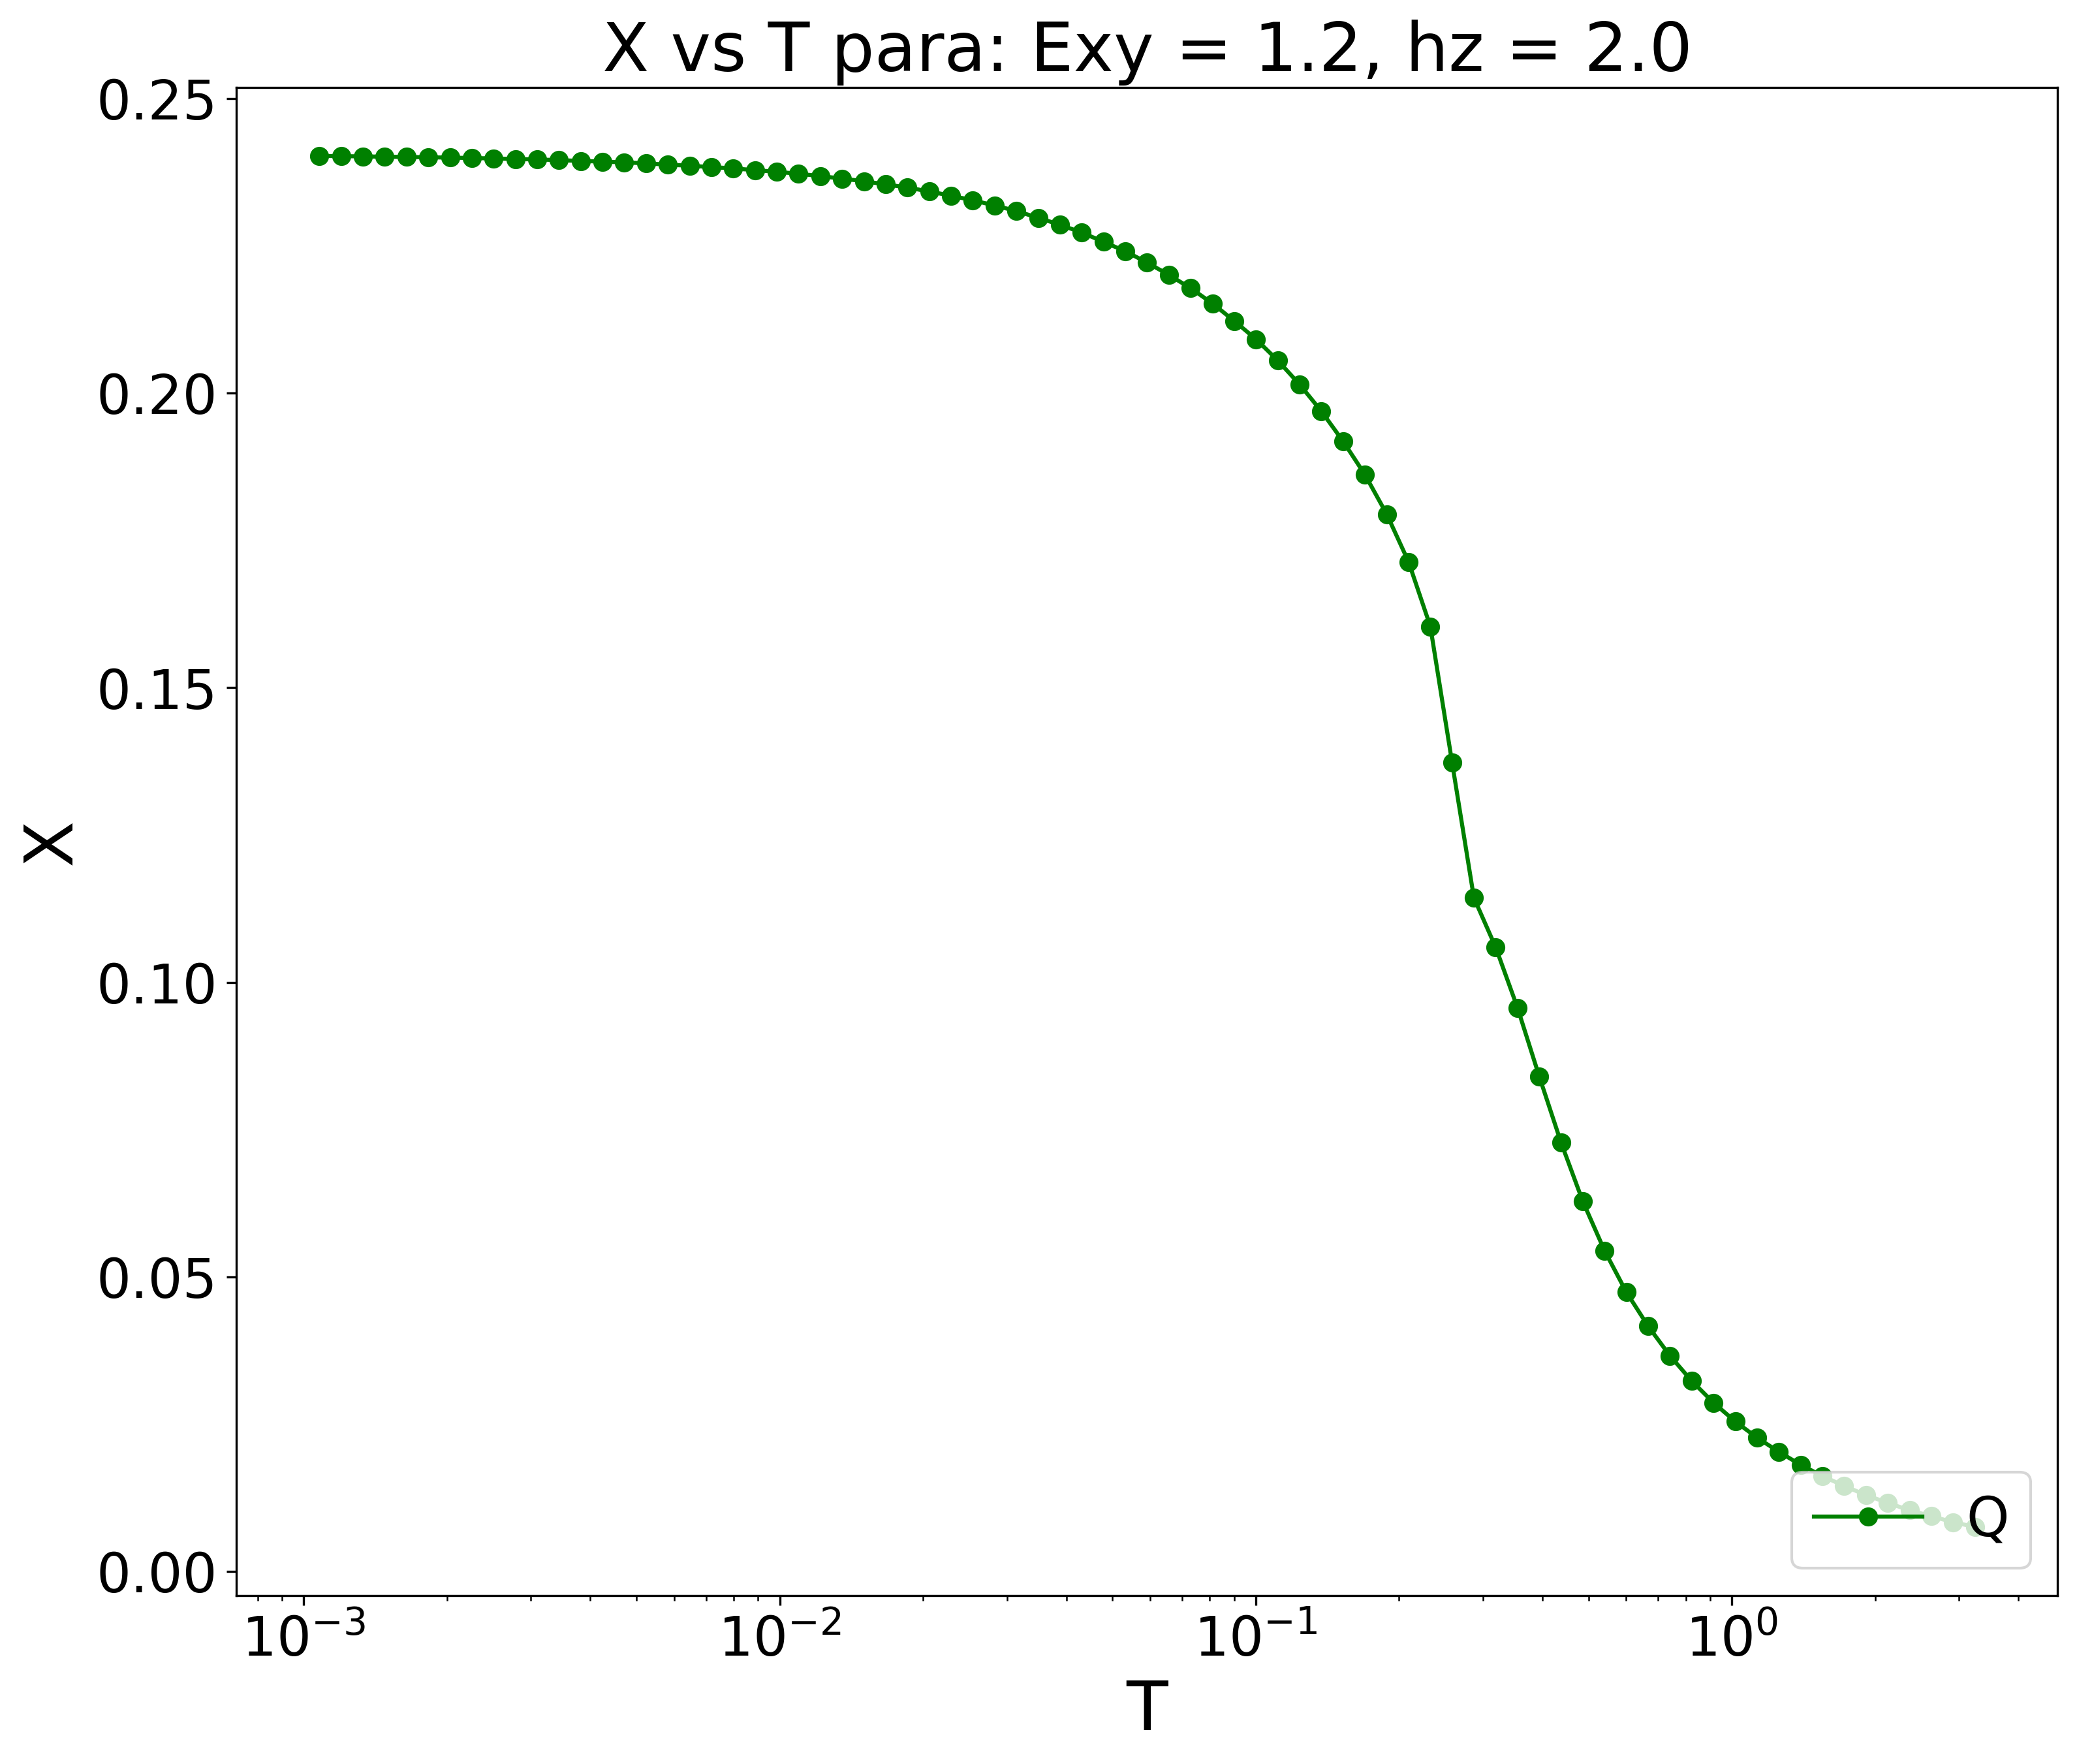 X vs T para: Exy = 1.2, hz = 2.0
0.25
0.20
0.15
0.10
0.05
0.00
X
10⁻³ 10⁻² 10⁻¹ 10⁰
T
Q